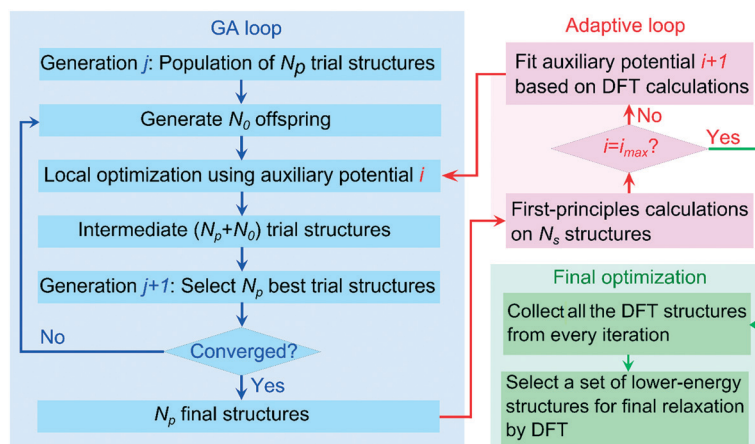 GA loop
Generation j: Population of Np trial structures
Generate N0 offspring
Local optimization using auxiliary potential i
Intermediate (Np+N0) trial structures
Generation j+1: Select Np best trial structures
No
Converged?
Yes
Np final structures
Adaptive loop
Fit auxiliary potential i+1
based on DFT calculations
No
Yes
i=imax?
First-principles calculations
on Ns structures
Final optimization
Collect all the DFT structures
from every iteration
Select a set of lower-energy
structures for final relaxation
by DFT